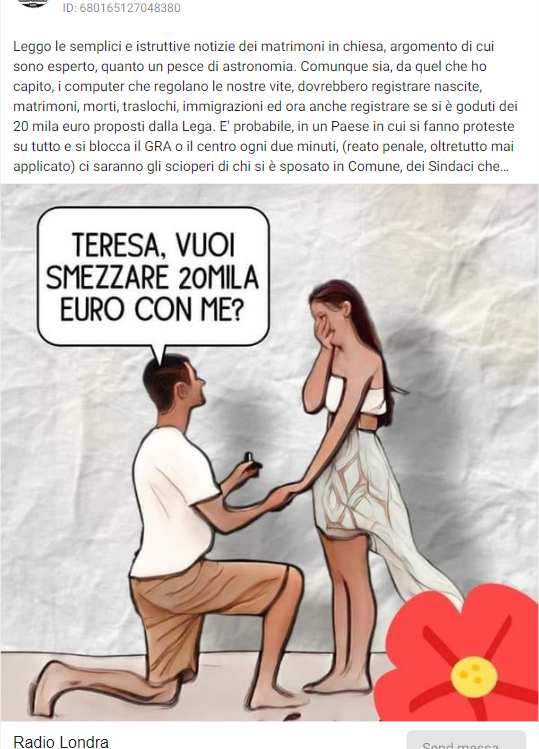 ID: 680165127048380
Leggo le semplici e istruttive notizie dei matrimoni in chiesa, argomento di cui
sono esperto, quanto un pesce di astronomia. Comunque sia, da quel che ho
capito, i computer che regolano le nostre vite, dovrebbero registrare nascite,
matrimoni, morti, traslochi, immigrazioni ed ora anche registrare se si è goduti dei
20 mila euro proposti dalla Lega. E' probabile, in un Paese in cui si fanno proteste
su tutto e si blocca il GRA o il centro ogni due minuti, (reato penale, oltretutto mai
applicato) ci saranno gli scioperi di chi si è sposato in Comune, dei Sindaci che...
TERESA, VUOI
SMEZZARE 20MILA
EURO CON ME?
Radio Londra
Send messa